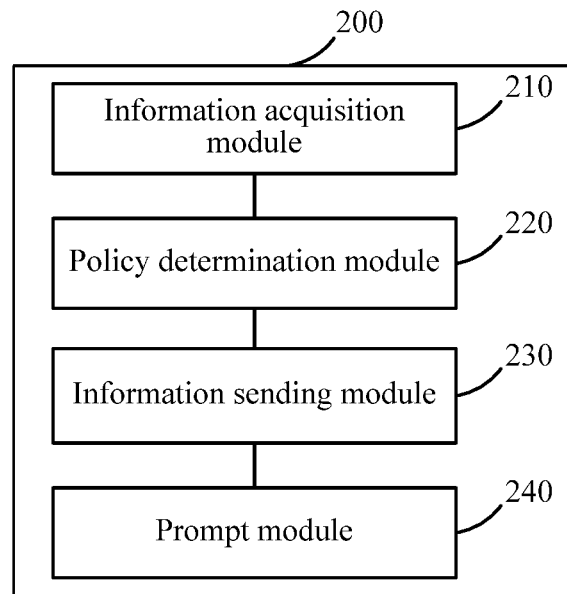 200
Information acquisition
module
210
Policy determination module
220
Information sending module
230
Prompt module
240